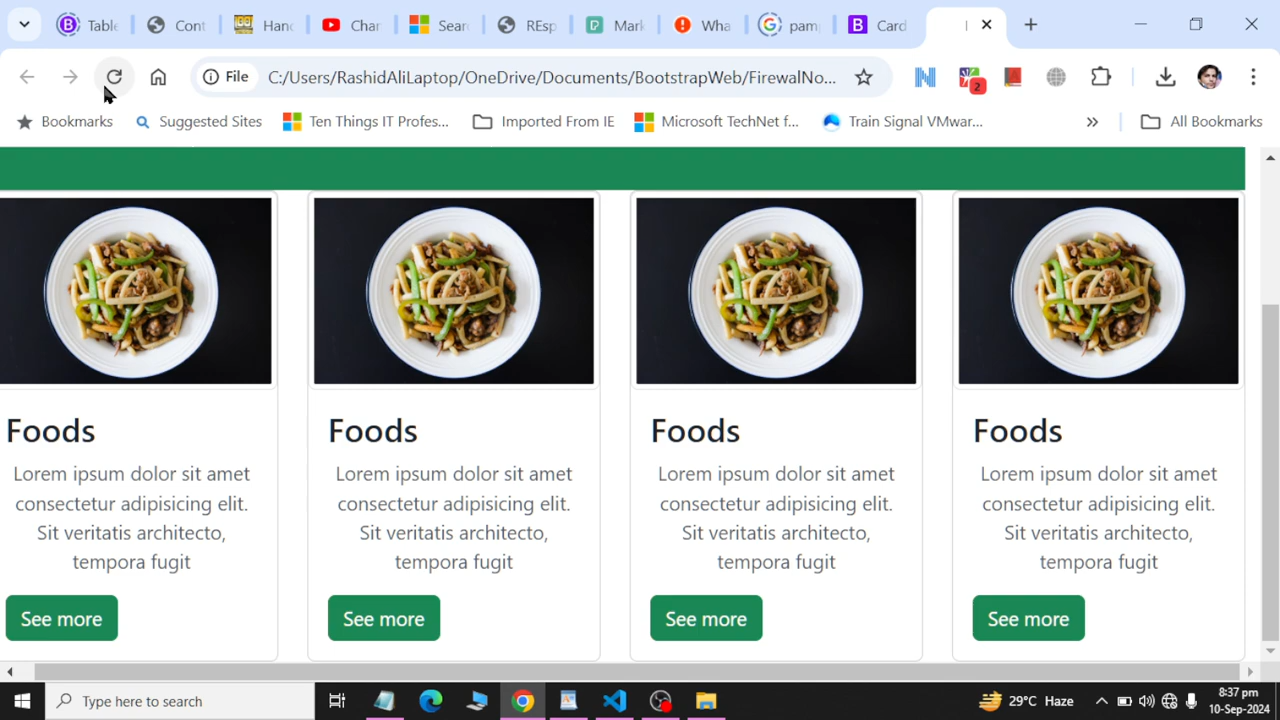 Table
Cont
Hand
Char
Sear
REsp
Mark
Wha
pamp
Card
File
C:/Users/RashidAliLaptop/OneDrive/Documents/BootstrapWeb/FirewalNo...
2
Bookmarks
Suggested Sites
Ten Things IT Profes...
Imported From IE
Microsoft TechNet f...
Train Signal VMwar...
All Bookmarks
Foods
Foods
Foods
Foods
Lorem ipsum dolor sit amet
consectetur adipisicing elit.
Sit veritatis architecto,
tempora fugit
Lorem ipsum dolor sit amet
consectetur adipisicing elit.
Sit veritatis architecto,
tempora fugit
Lorem ipsum dolor sit amet
consectetur adipisicing elit.
Sit veritatis architecto,
tempora fugit
Lorem ipsum dolor sit amet
consectetur adipisicing elit.
Sit veritatis architecto,
tempora fugit
See more
See more
See more
See more
Type here to search
29°C Haze
8:37 pm
10-Sep-2024